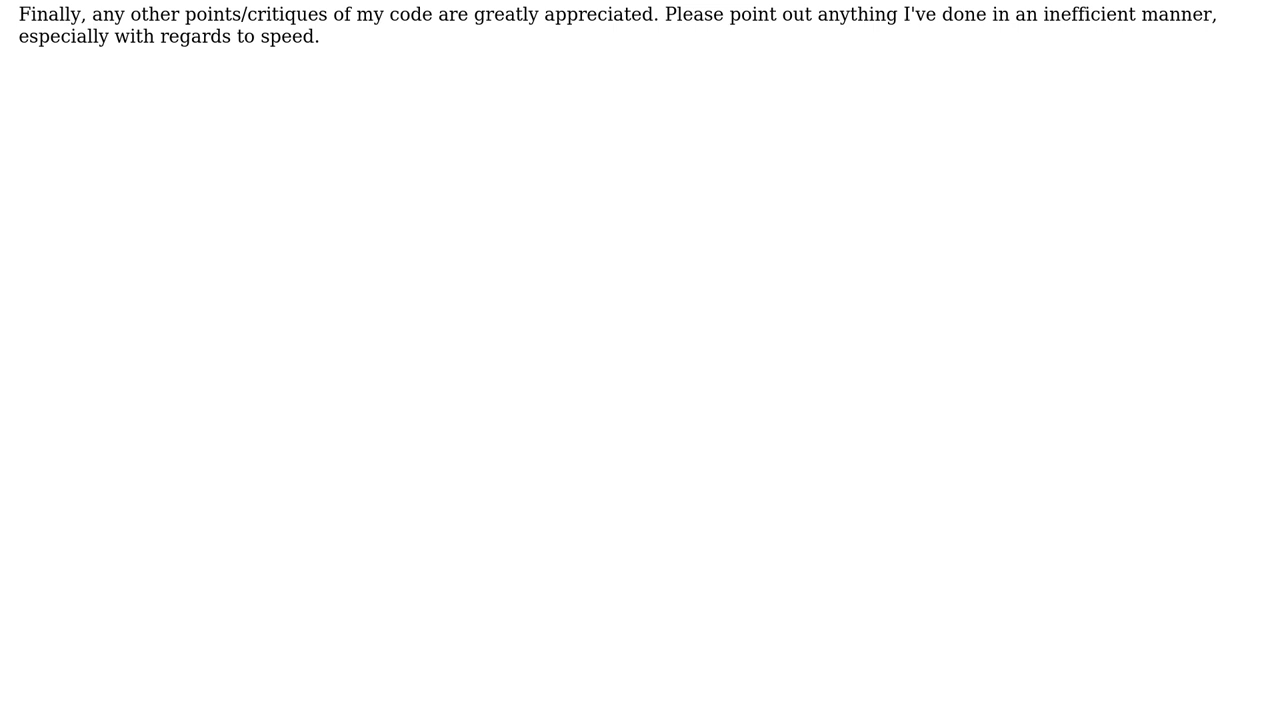 Finally, any other points/critiques of my code are greatly appreciated. Please point out anything I've done in an inefficient manner,
especially with regards to speed.